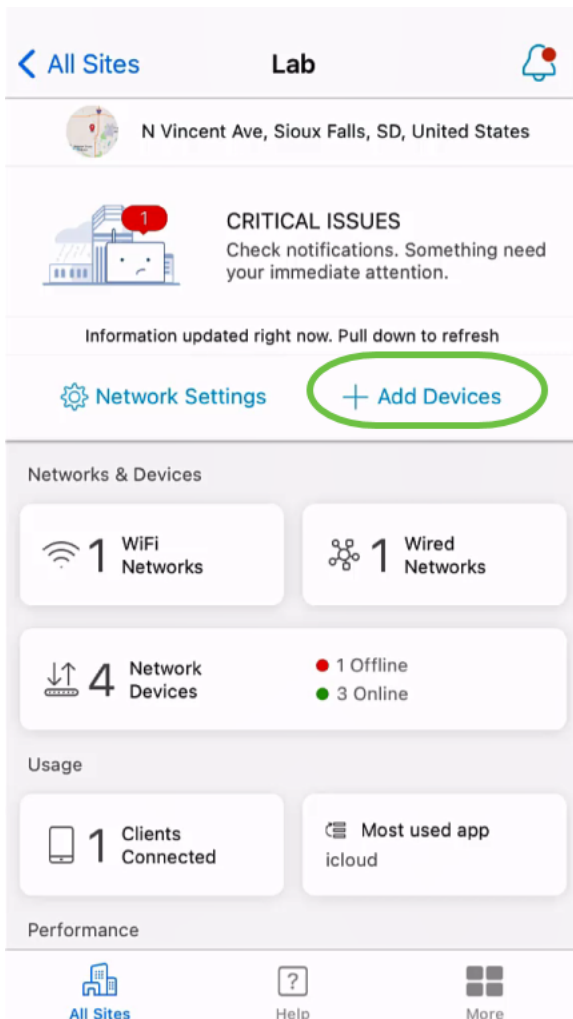 All Sites
Lab
N Vincent Ave, Sioux Falls, SD, United States
1
CRITICAL ISSUES
Check notifications. Something need
your immediate attention.
Information updated right now. Pull down to refresh
Network Settings
Add Devices
Networks & Devices
1 WiFi
Networks
1 Wired
Networks
4 Network
Devices
1 Offline
3 Online
Usage
1 Clients
Connected
Most used app
icloud
Performance
All Sites
Help
More